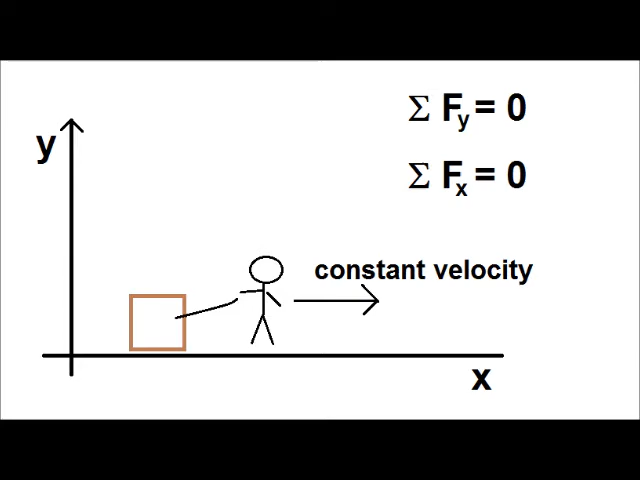 Σ Fy = 0
Σ Fx = 0
y
constant velocity
x